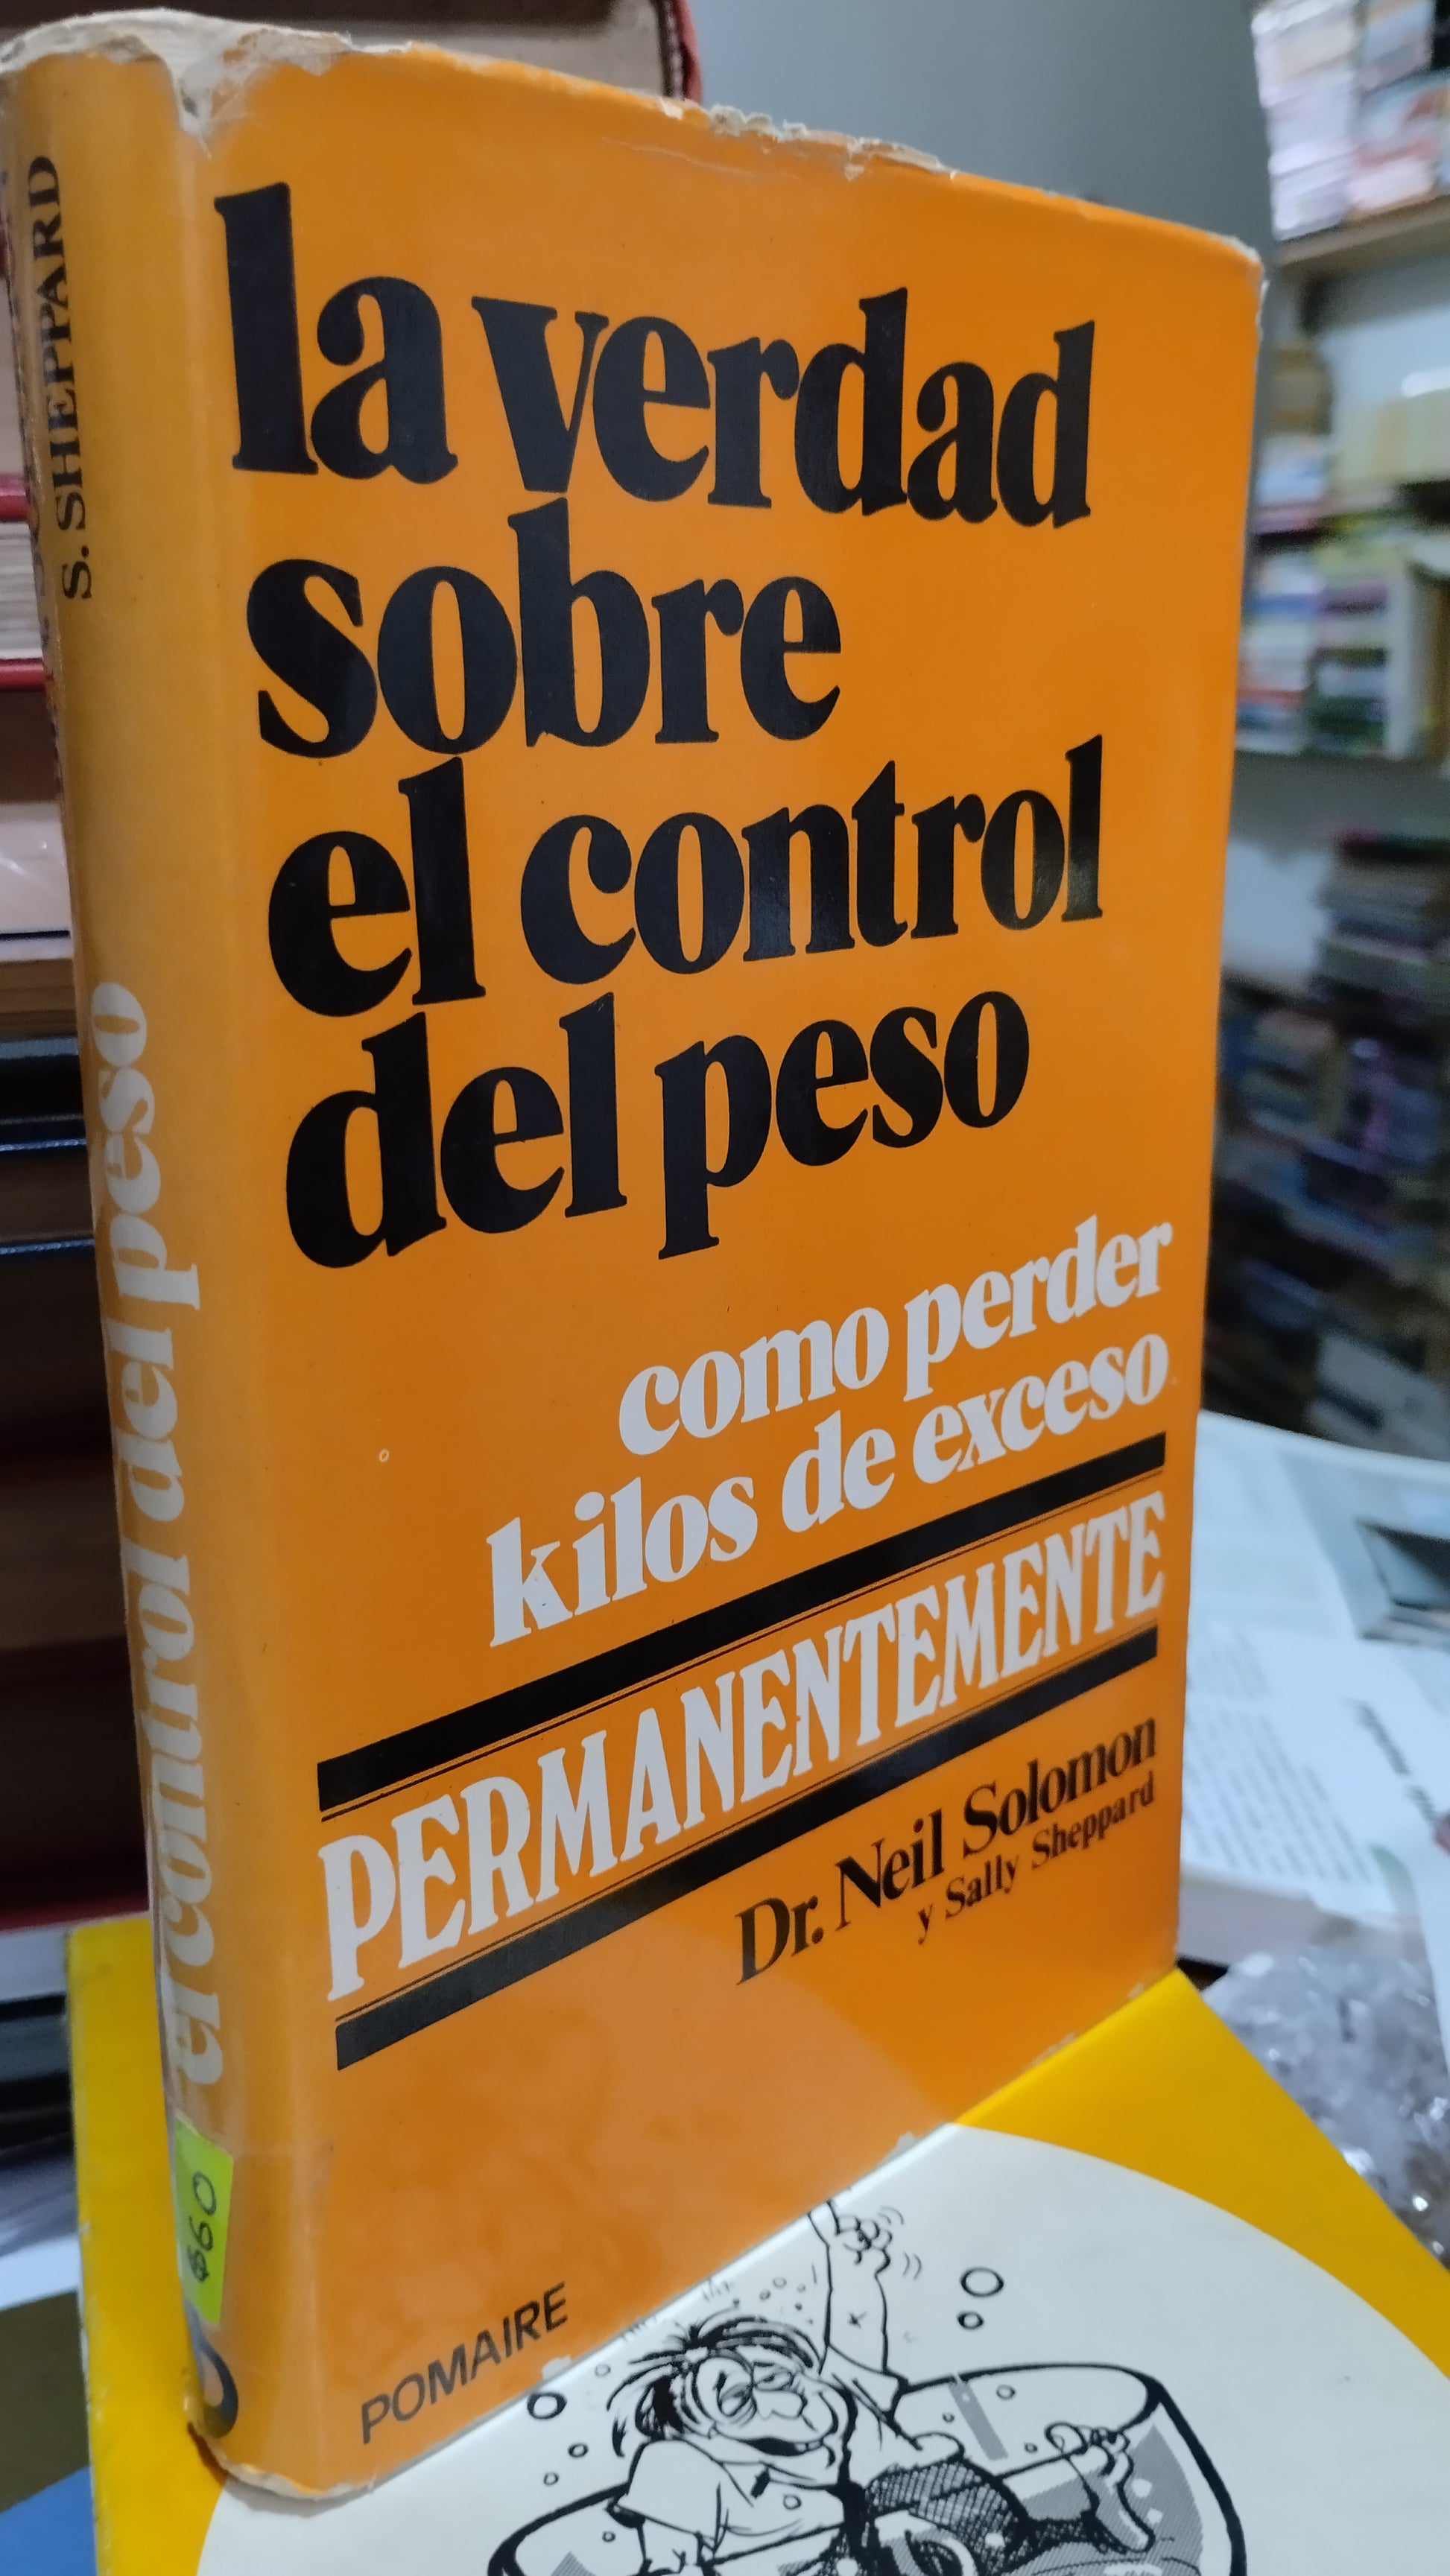 la verdad
sobre
el control
del peso
como perder
kilos de exceso
PERMANENTEMENTE
Dr. Neil Solomon
y Sally Sheppard
POMAIRE
S. SHEPPARD
el control del peso
$60